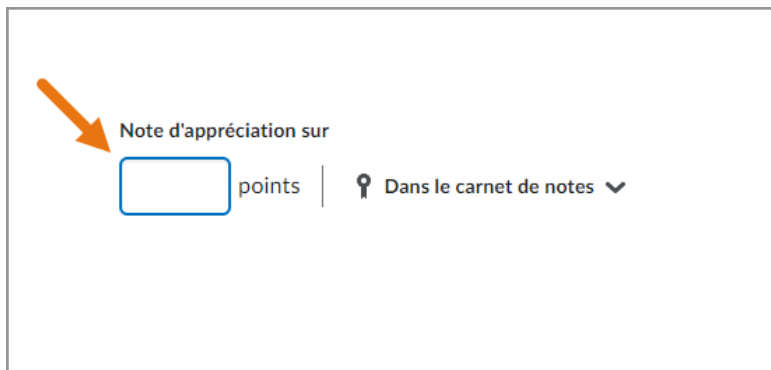 Note d'appréciation sur
points Dans le carnet de notes